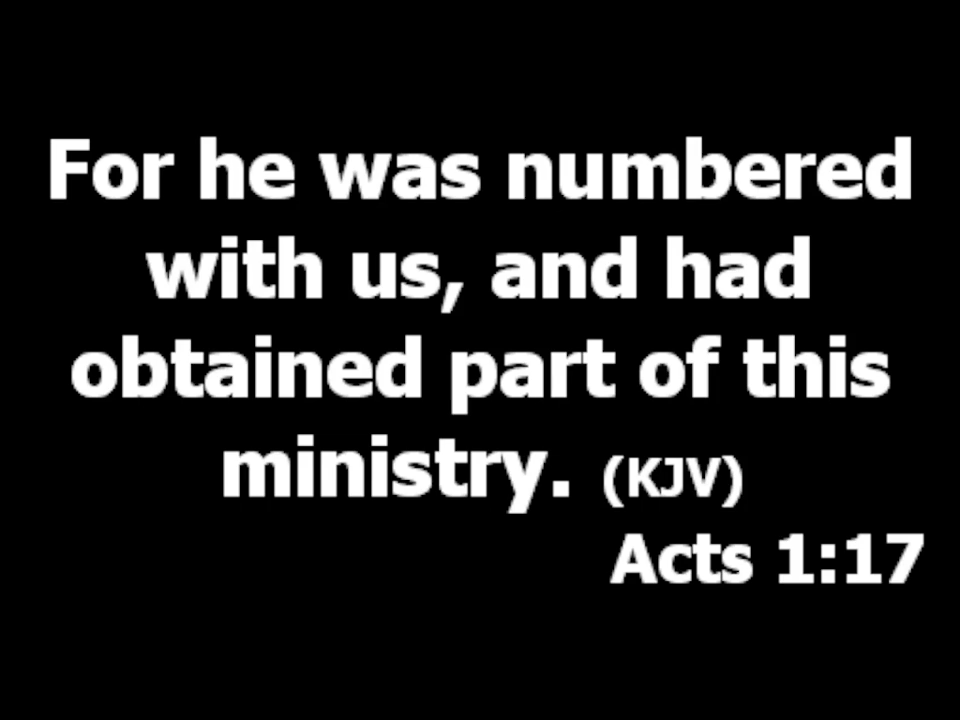 For he was numbered
with us, and had
obtained part of this
ministry. (KJV)
Acts 1:17